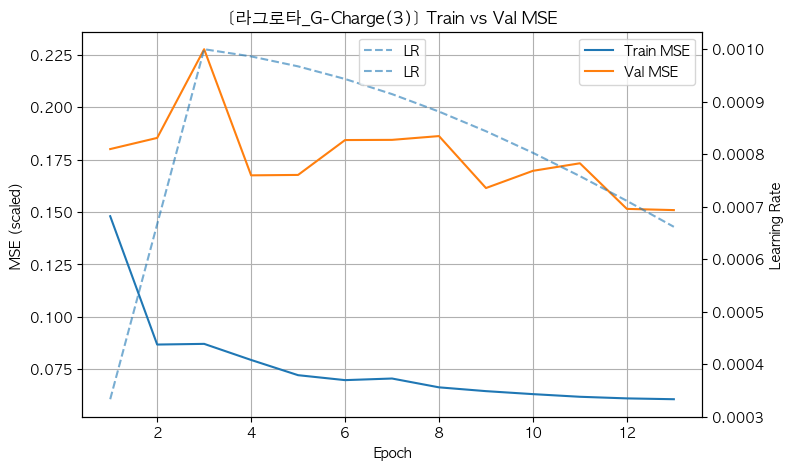 [라그로타_G-Charge(3)] Train vs Val MSE
LR
LR
Train MSE
Val MSE
MSE (scaled)
0.225
0.200
0.175
0.150
0.125
0.100
0.075
0.0010
0.0009
0.0008
0.0007
0.0006
0.0005
0.0004
0.0003
Learning Rate
2 4 6 8 10 12
Epoch